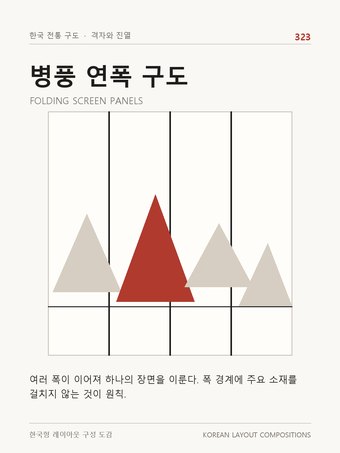 한국 전통 구도 · 격자와 진열
323
병풍 연폭 구도
FOLDING SCREEN PANELS
여러 폭이 이어져 하나의 장면을 이룬다. 폭 경계에 주요 소재를
걸치지 않는 것이 원칙.
한국형 레이아웃 구성 도감
KOREAN LAYOUT COMPOSITIONS